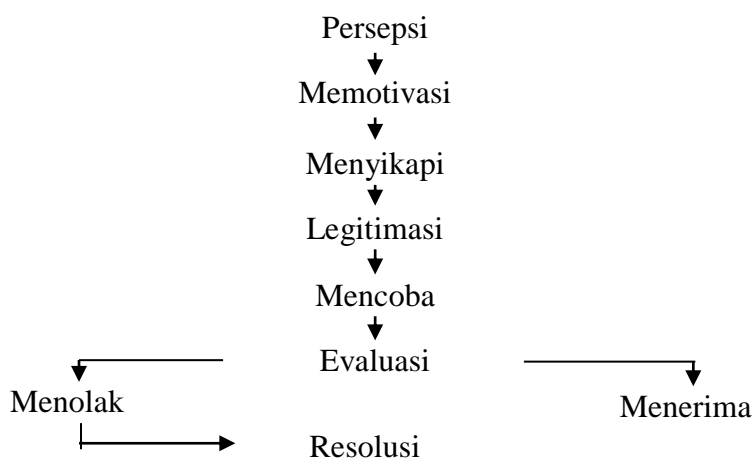 Persepsi
Memotivasi
Menyikapi
Legitimasi
Mencoba
Evaluasi
Menolak
Menerima
Resolusi